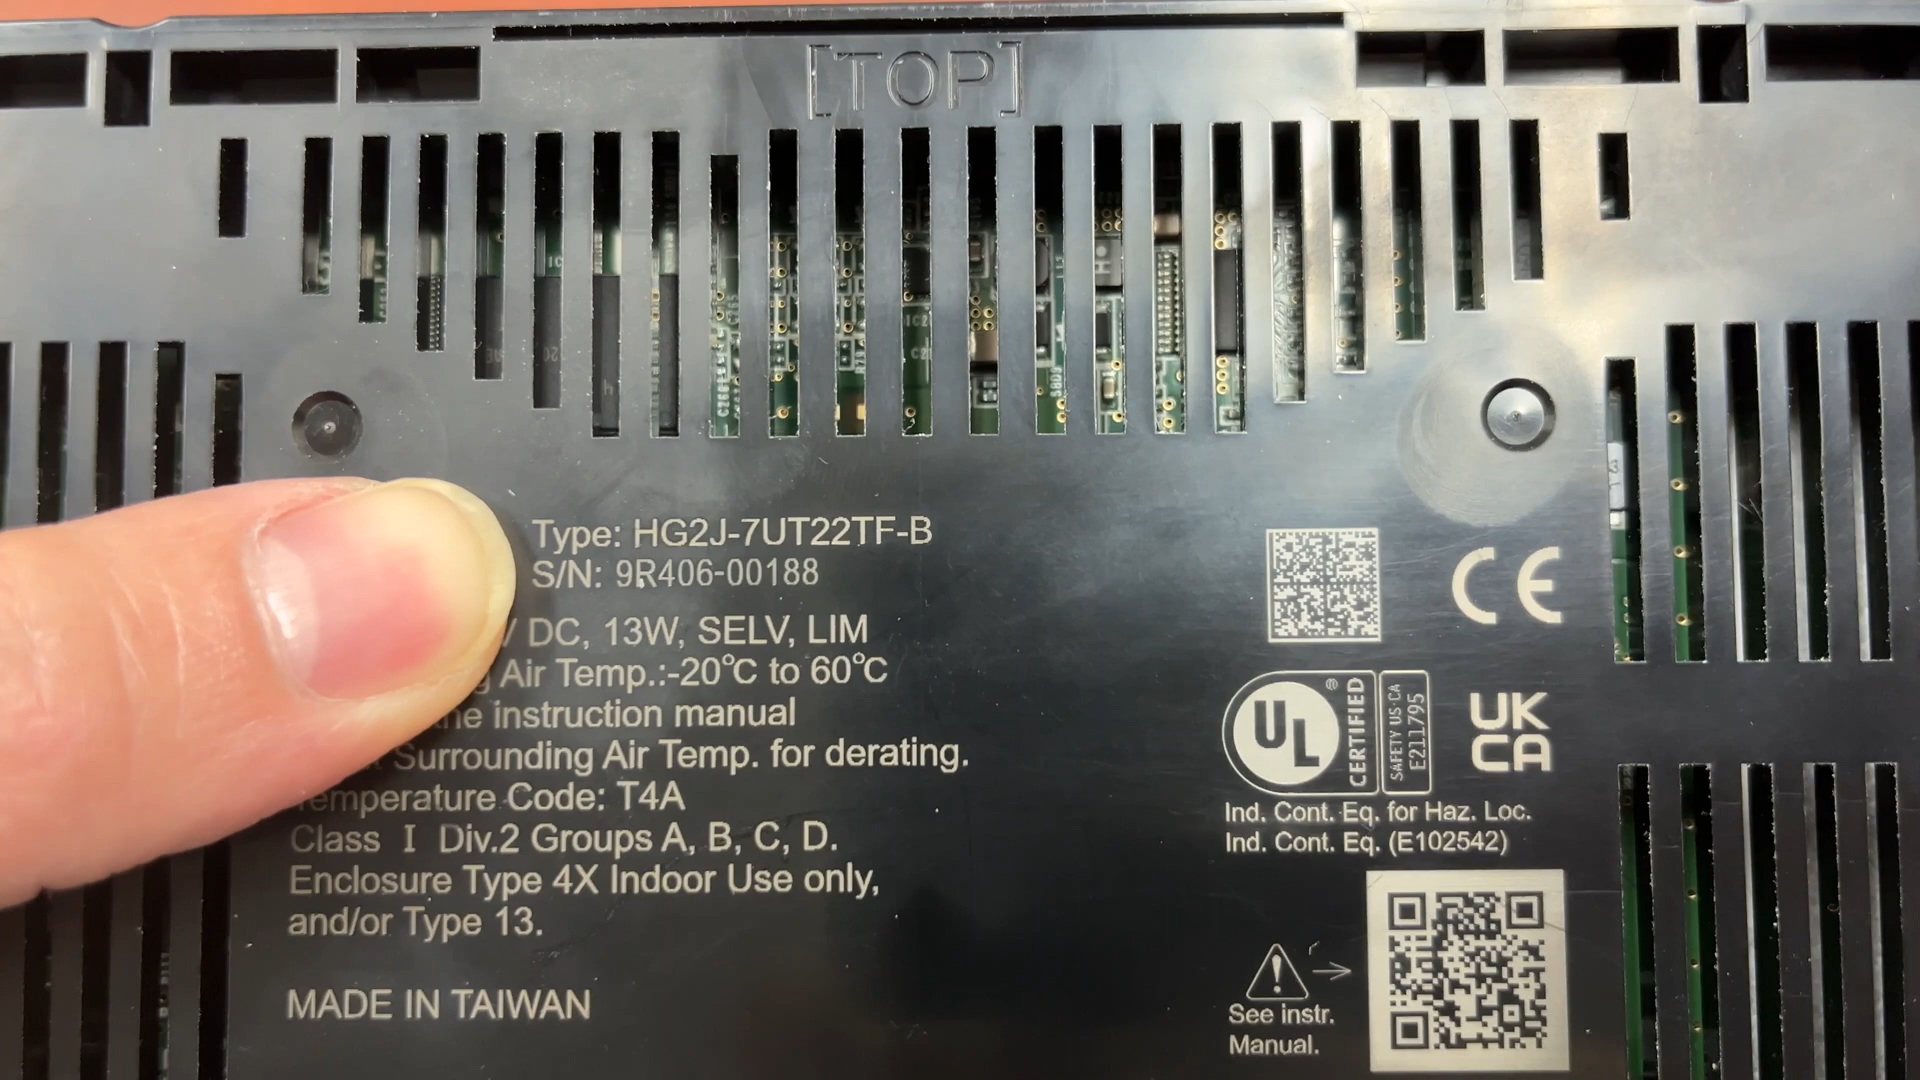 [TOP]
Type: HG2J-7UT22TF-B
S/N: 9R406-00188
DC, 13W, SELV, LIM
Air Temp.:-20℃ to 60℃
instruction manual
Surrounding Air Temp. for derating.
Temperature Code: T4A
Class I Div.2 Groups A, B, C, D.
Enclosure Type 4X Indoor Use only,
and/or Type 13.
MADE IN TAIWAN
CE
UL ® CERTIFIED
SAFETY US·CA
E211795
UK
CA
Ind. Cont. Eq. for Haz. Loc.
Ind. Cont. Eq. (E102542)
See instr.
Manual.